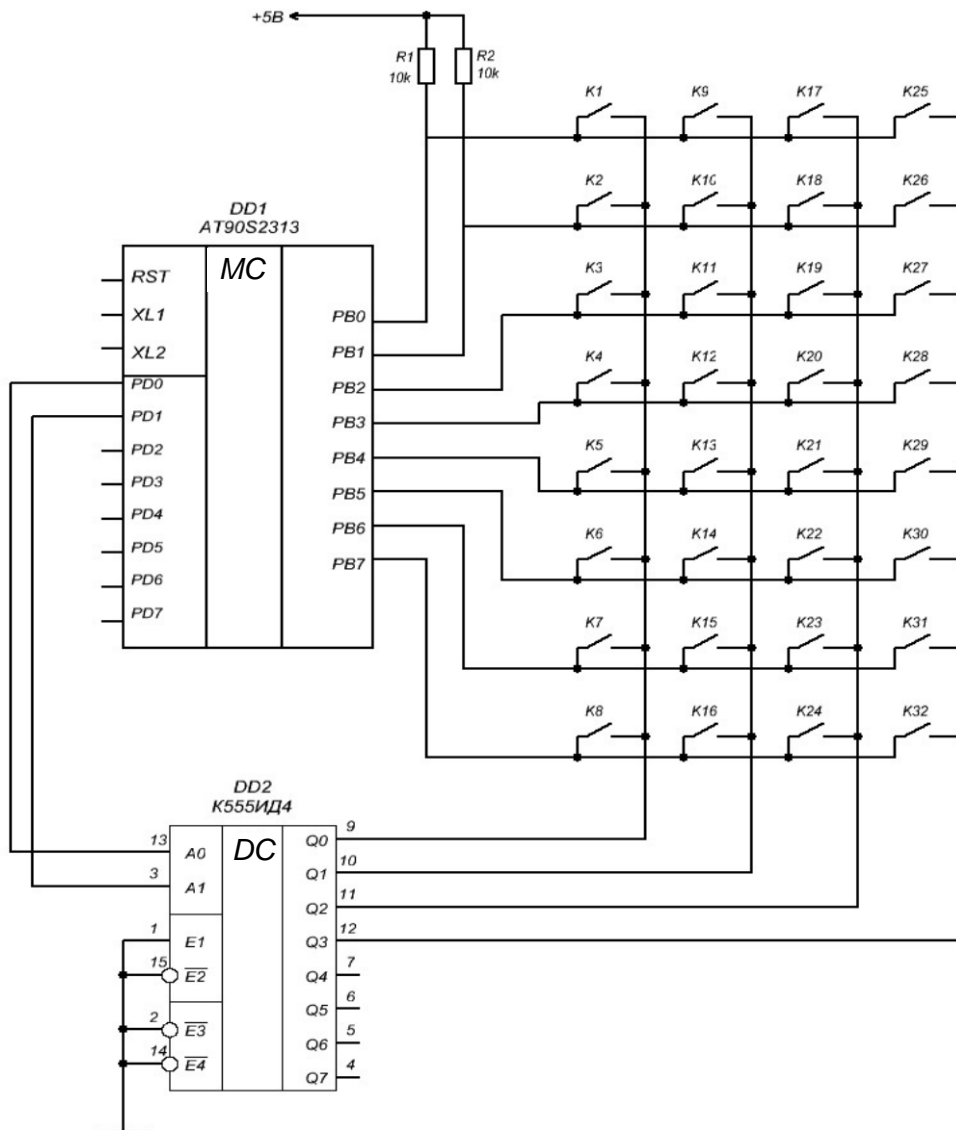 +5В
R1
10k
R2
10k
K1 K9 K17 K25
K2 K10 K18 K26
K3 K11 K19 K27
K4 K12 K20 K28
K5 K13 K21 K29
K6 K14 K22 K30
K7 K15 K23 K31
K8 K16 K24 K32
DD1
AT90S2313
MC
RST
XL1
XL2
PD0
PD1
PD2
PD3
PD4
PD5
PD6
PD7
PB0
PB1
PB2
PB3
PB4
PB5
PB6
PB7
DD2
К555ИД4
DC
13 A0
3 A1
1 E1
15 E2
2 E3
14 E4
Q0 9
Q1 10
Q2 11
Q3 12
Q4 7
Q5 6
Q6 5
Q7 4